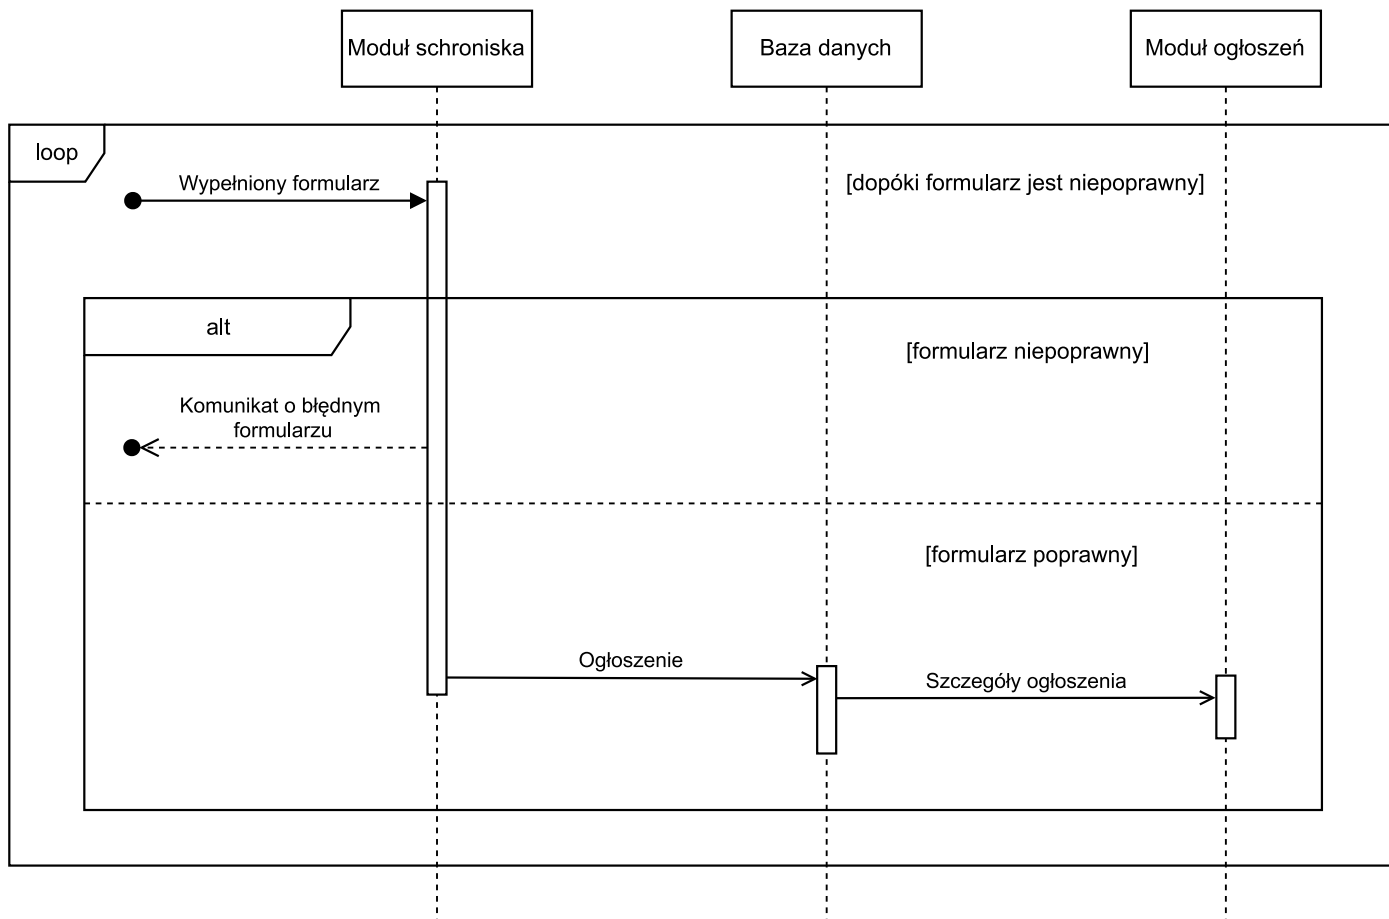 Moduł schroniska
Baza danych
Moduł ogłoszeń
loop
Wypełniony formularz
[dopóki formularz jest niepoprawny]
alt
[formularz niepoprawny]
Komunikat o błędnym
formularzu
[formularz poprawny]
Ogłoszenie
Szczegóły ogłoszenia